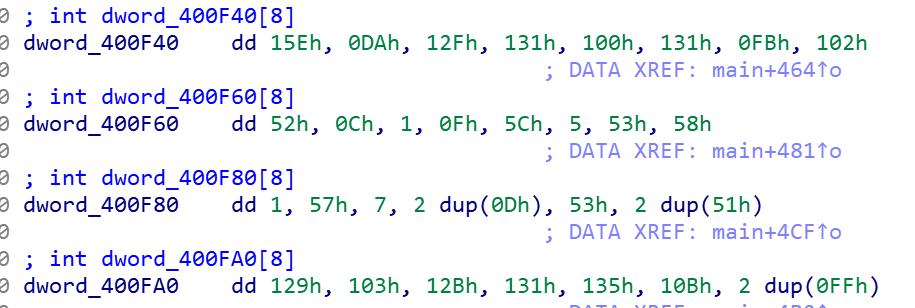 0 ; int dword_400F40[8]
0 dword_400F40    dd 15Eh, 0DAh, 12Fh, 131h, 100h, 131h, 0FBh, 102h
0 ; DATA XREF: main+464↑o
0 ; int dword_400F60[8]
0 dword_400F60    dd 52h, 0Ch, 1, 0Fh, 5Ch, 5, 53h, 58h
0 ; DATA XREF: main+481↑o
0 ; int dword_400F80[8]
0 dword_400F80    dd 1, 57h, 7, 2 dup(0Dh), 53h, 2 dup(51h)
0 ; DATA XREF: main+4CF↑o
0 ; int dword_400FA0[8]
0 dword_400FA0    dd 129h, 103h, 12Bh, 131h, 135h, 10Bh, 2 dup(0FFh)